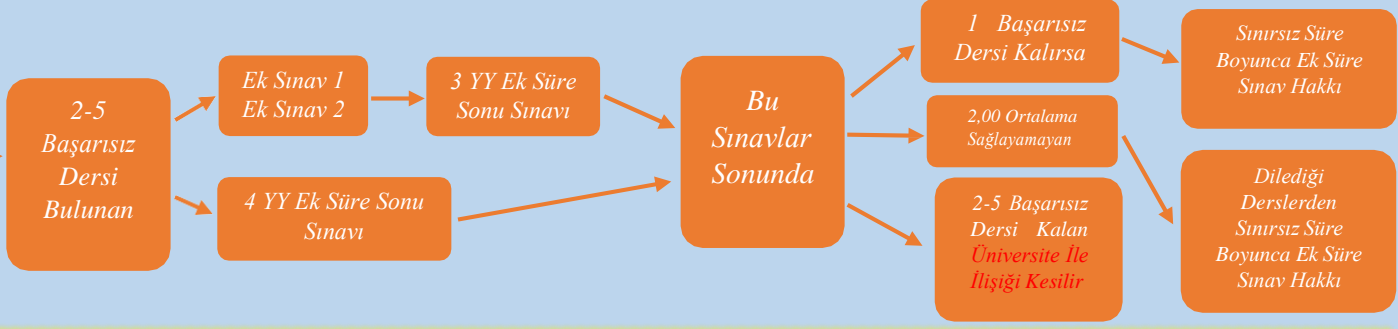 2-5
Başarısız
Dersi
Bulunan
Ek Sınav 1
Ek Sınav 2
3 YY Ek Süre
Sonu Sınavı
4 YY Ek Süre Sonu
Sınavı
Bu
Sınavlar
Sonunda
1 Başarısız
Dersi Kalırsa
2,00 Ortalama
Sağlayamayan
2-5 Başarısız
Dersi Kalan
Üniversite İle
İlişiği Kesilir
Sınırsız Süre
Boyunca Ek Süre
Sınav Hakkı
Dilediği
Derslerden
Sınırsız Süre
Boyunca Ek Süre
Sınav Hakkı